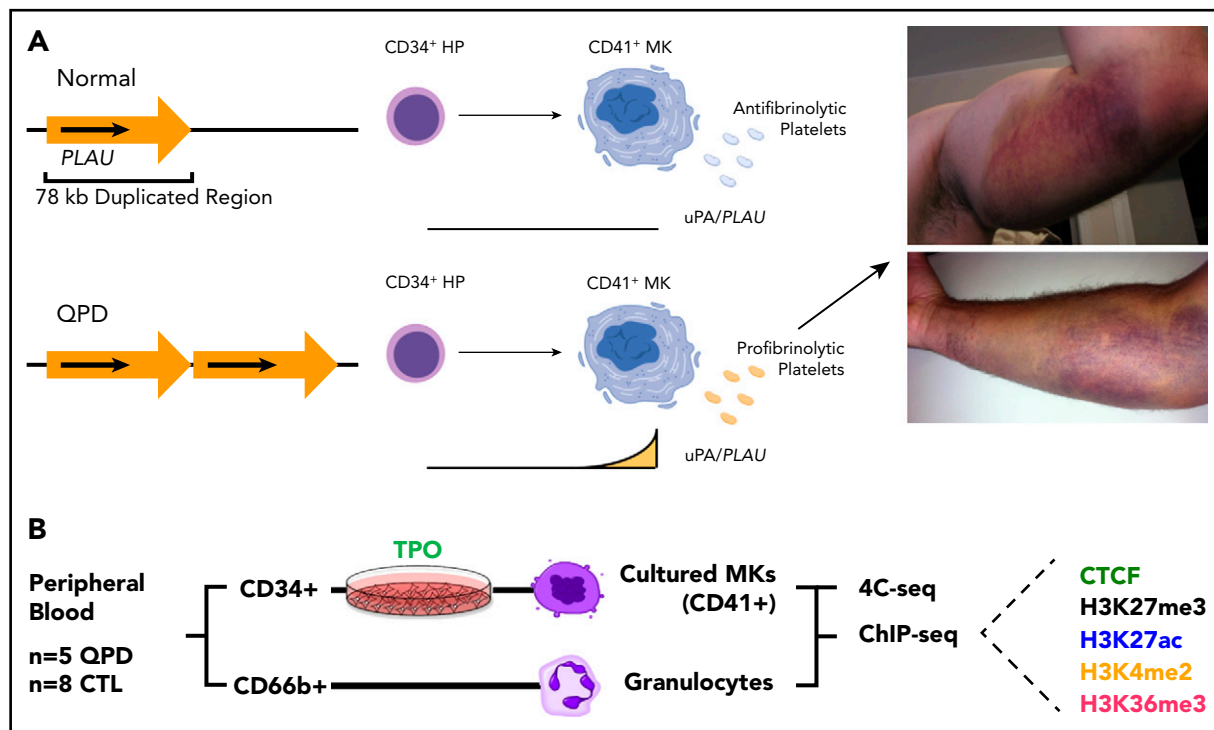 A
Normal
PLAU
78 kb Duplicated Region
CD34⁺ HP
CD41⁺ MK
Antifibrinolytic
Platelets
uPA/PLAU
QPD
CD34⁺ HP
CD41⁺ MK
Profibrinolytic
Platelets
uPA/PLAU
B
Peripheral
Blood
n=5 QPD
n=8 CTL
CD34+
TPO
Cultured MKs
(CD41+)
CD66b+
Granulocytes
4C-seq
ChIP-seq
CTCF
H3K27me3
H3K27ac
H3K4me2
H3K36me3